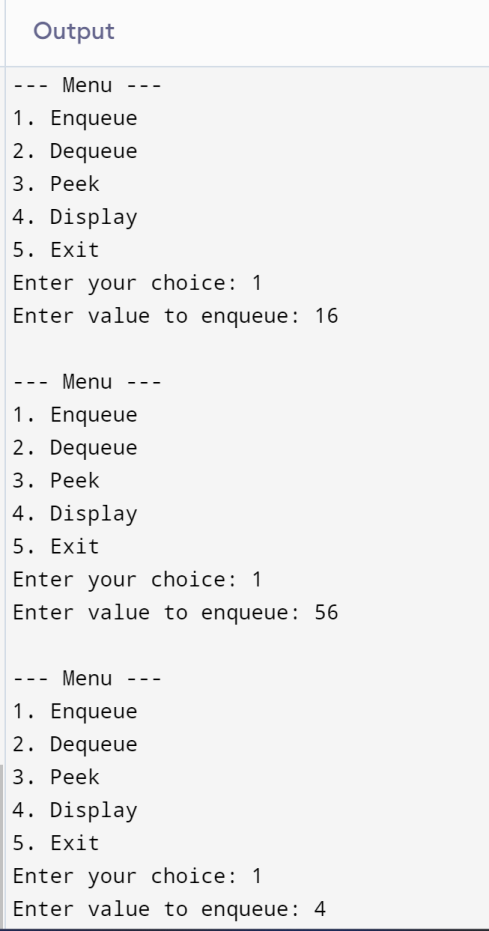 Output
--- Menu ---
1. Enqueue
2. Dequeue
3. Peek
4. Display
5. Exit
Enter your choice: 1
Enter value to enqueue: 16
--- Menu ---
1. Enqueue
2. Dequeue
3. Peek
4. Display
5. Exit
Enter your choice: 1
Enter value to enqueue: 56
--- Menu ---
1. Enqueue
2. Dequeue
3. Peek
4. Display
5. Exit
Enter your choice: 1
Enter value to enqueue: 4